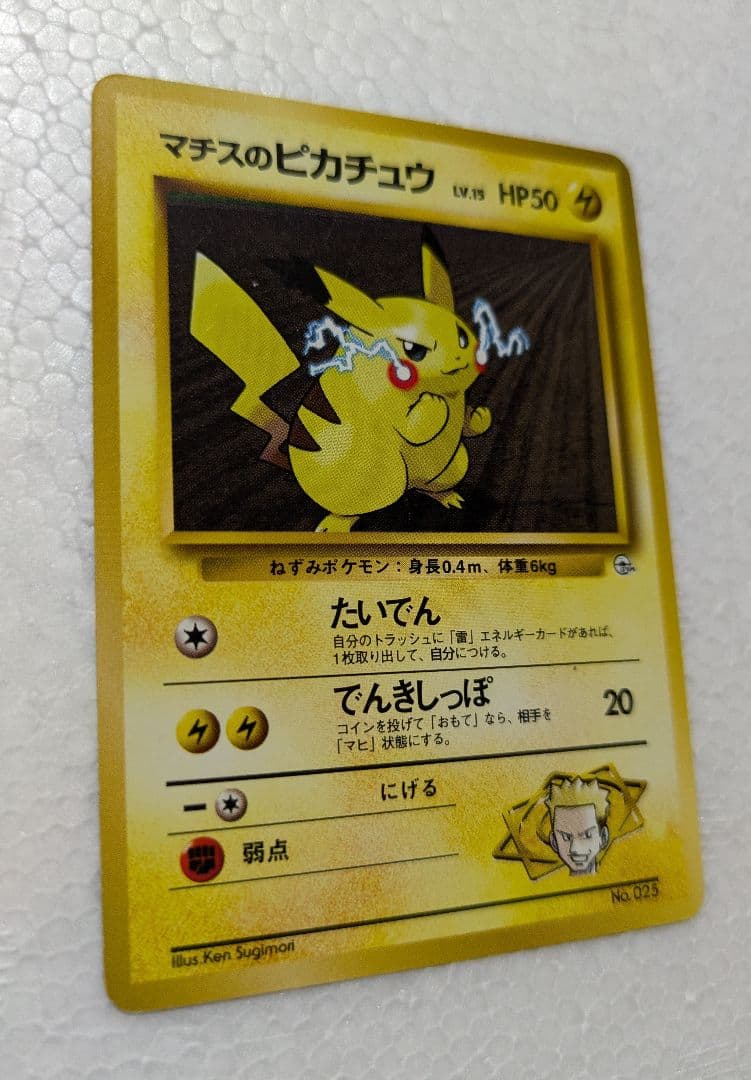 マチスのピカチュウ LV.15 HP50
ねずみポケモン：身長0.4m、体重6kg
たいでん
自分のトラッシュに「雷」エネルギーカードがあれば、
1枚取り出して、自分につける。
でんきしっぽ 20
コインを投げて「おもて」なら、相手を
「マヒ」状態にする。
にげる
弱点
No. 025
Illus. Ken Sugimori